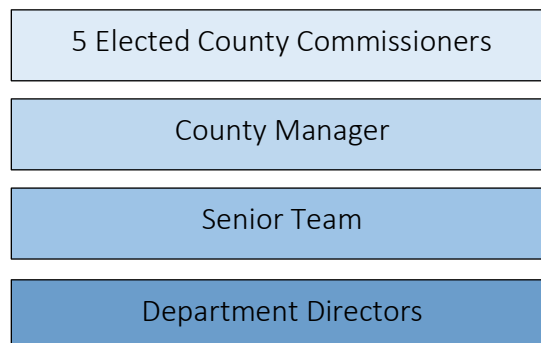 5 Elected County Commissioners
County Manager
Senior Team
Department Directors